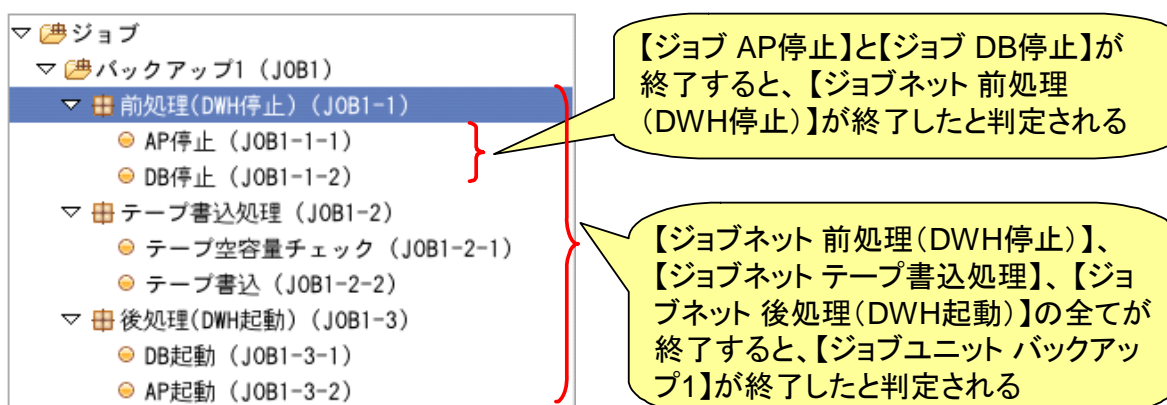 ジョブ
バックアップ1 (JOB1)
前処理(DWH停止) (JOB1-1)
AP停止 (JOB1-1-1)
DB停止 (JOB1-1-2)
テープ書込処理 (JOB1-2)
テープ空容量チェック (JOB1-2-1)
テープ書込 (JOB1-2-2)
後処理(DWH起動) (JOB1-3)
DB起動 (JOB1-3-1)
AP起動 (JOB1-3-2)
【ジョブ AP停止】と【ジョブ DB停止】が
終了すると、【ジョブネット 前処理
（DWH停止）】が終了したと判定される
【ジョブネット 前処理（DWH停止）】、
【ジョブネット テープ書込処理】、【ジョ
ブネット 後処理（DWH起動）】の全てが
終了すると、【ジョブユニット バックアッ
プ1】が終了したと判定される